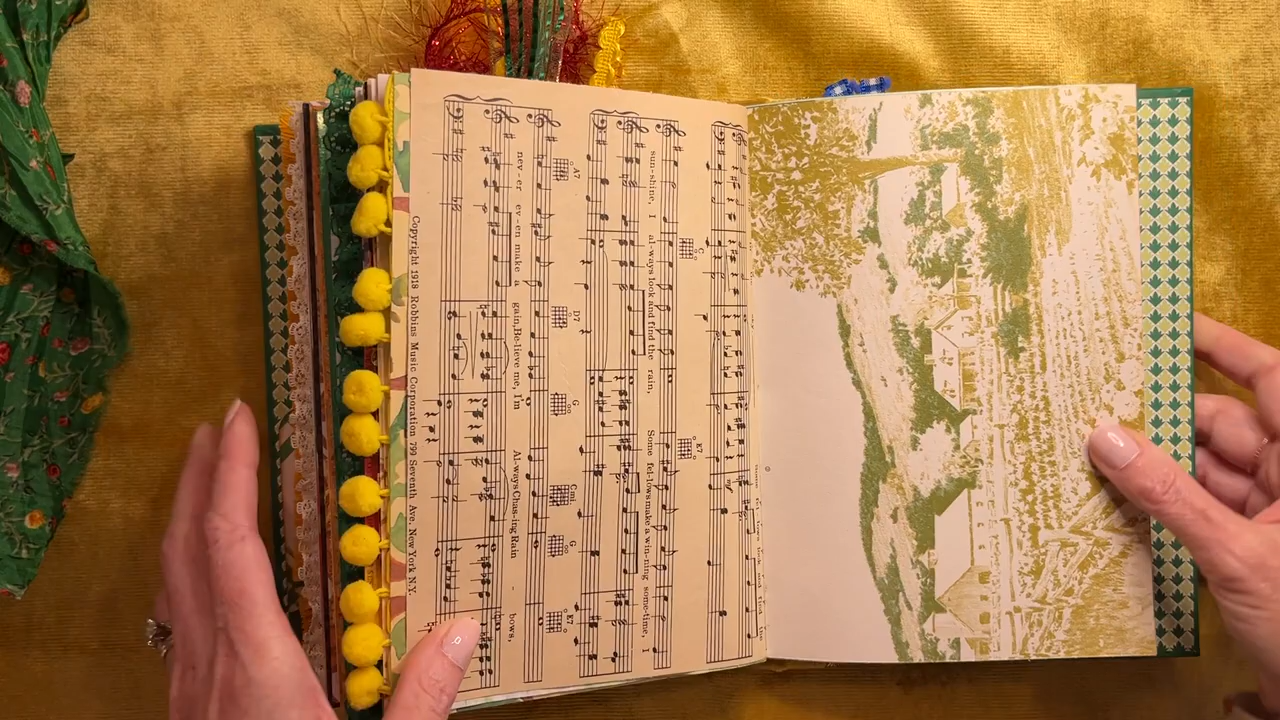 sun-shine, I al-ways look and find the rain, Some fel-lows make a win-ning some-time, I
nev-er ev-en make a gain, Be-lieve me, I'm Al-ways Chas-ing Rain - bows,
C E7
A7 D7 G Cmi G E7
Copyright 1918 Robbins Music Corporation 799 Seventh Ave. New York N.Y.